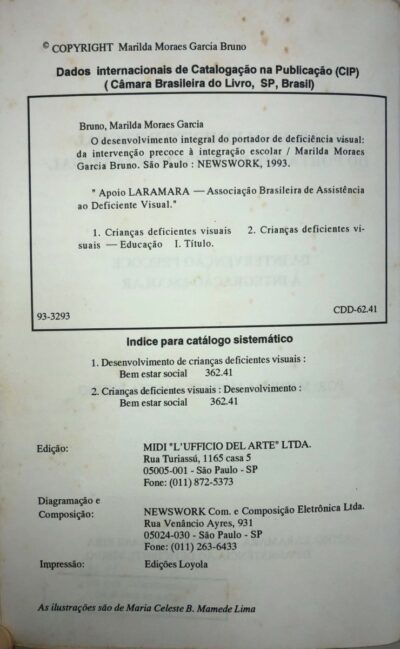 © COPYRIGHT Marilda Moraes Garcia Bruno
Dados internacionais de Catalogação na Publicação (CIP)
( Câmara Brasileira do Livro, SP, Brasil)
Bruno, Marilda Moraes Garcia
O desenvolvimento integral do portador de deficiência visual:
da intervenção precoce à integração escolar / Marilda Moraes
Garcia Bruno. São Paulo : NEWSWORK, 1993.
" Apoio LARAMARA — Associação Brasileira de Assistência
ao Deficiente Visual."
1. Crianças deficientes visuais 2. Crianças deficientes vi-
suais — Educação I. Título.
93-3293 CDD-62.41
Indice para catálogo sistemático
1. Desenvolvimento de crianças deficientes visuais :
Bem estar social 362.41
2. Crianças deficientes visuais : Desenvolvimento :
Bem estar social 362.41
Edição: MIDI "L'UFFICIO DEL ARTE" LTDA.
Rua Turiassú, 1165 casa 5
05005-001 - São Paulo - SP
Fone: (011) 872-5373
Diagramação e
Composição: NEWSWORK Com. e Composição Eletrônica Ltda.
Rua Venâncio Ayres, 931
05024-030 - São Paulo - SP
Fone: (011) 263-6433
Impressão: Edições Loyola
As ilustrações são de Maria Celeste B. Mamede Lima